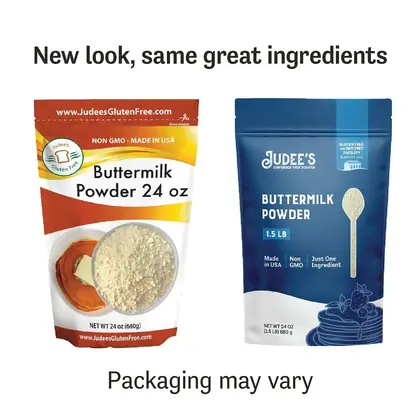 New look, same great ingredients
www.JudeesGlutenFree.com
NON GMO - MADE IN USA
Judee's
Gluten Free
Buttermilk
Powder 24 oz
NET WT 24 oz (680g)
www.JudeesGlutenFree.com
GLUTEN FREE
JUDEE'S
BUTTERMILK
POWDER
1.5 LB
Made
in USA
Non
GMO
Just One
Ingredient
NET WT 24 OZ
(1.5 LB) 680 g
Packaging may vary